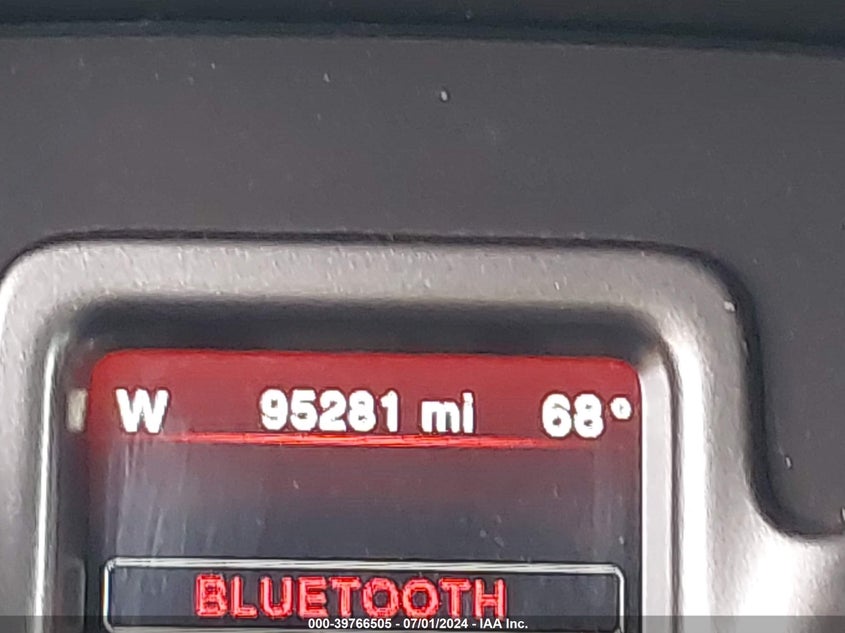 W 95281 mi 68°
BLUETOOTH
000-39766505 - 07/01/2024 - IAA Inc.